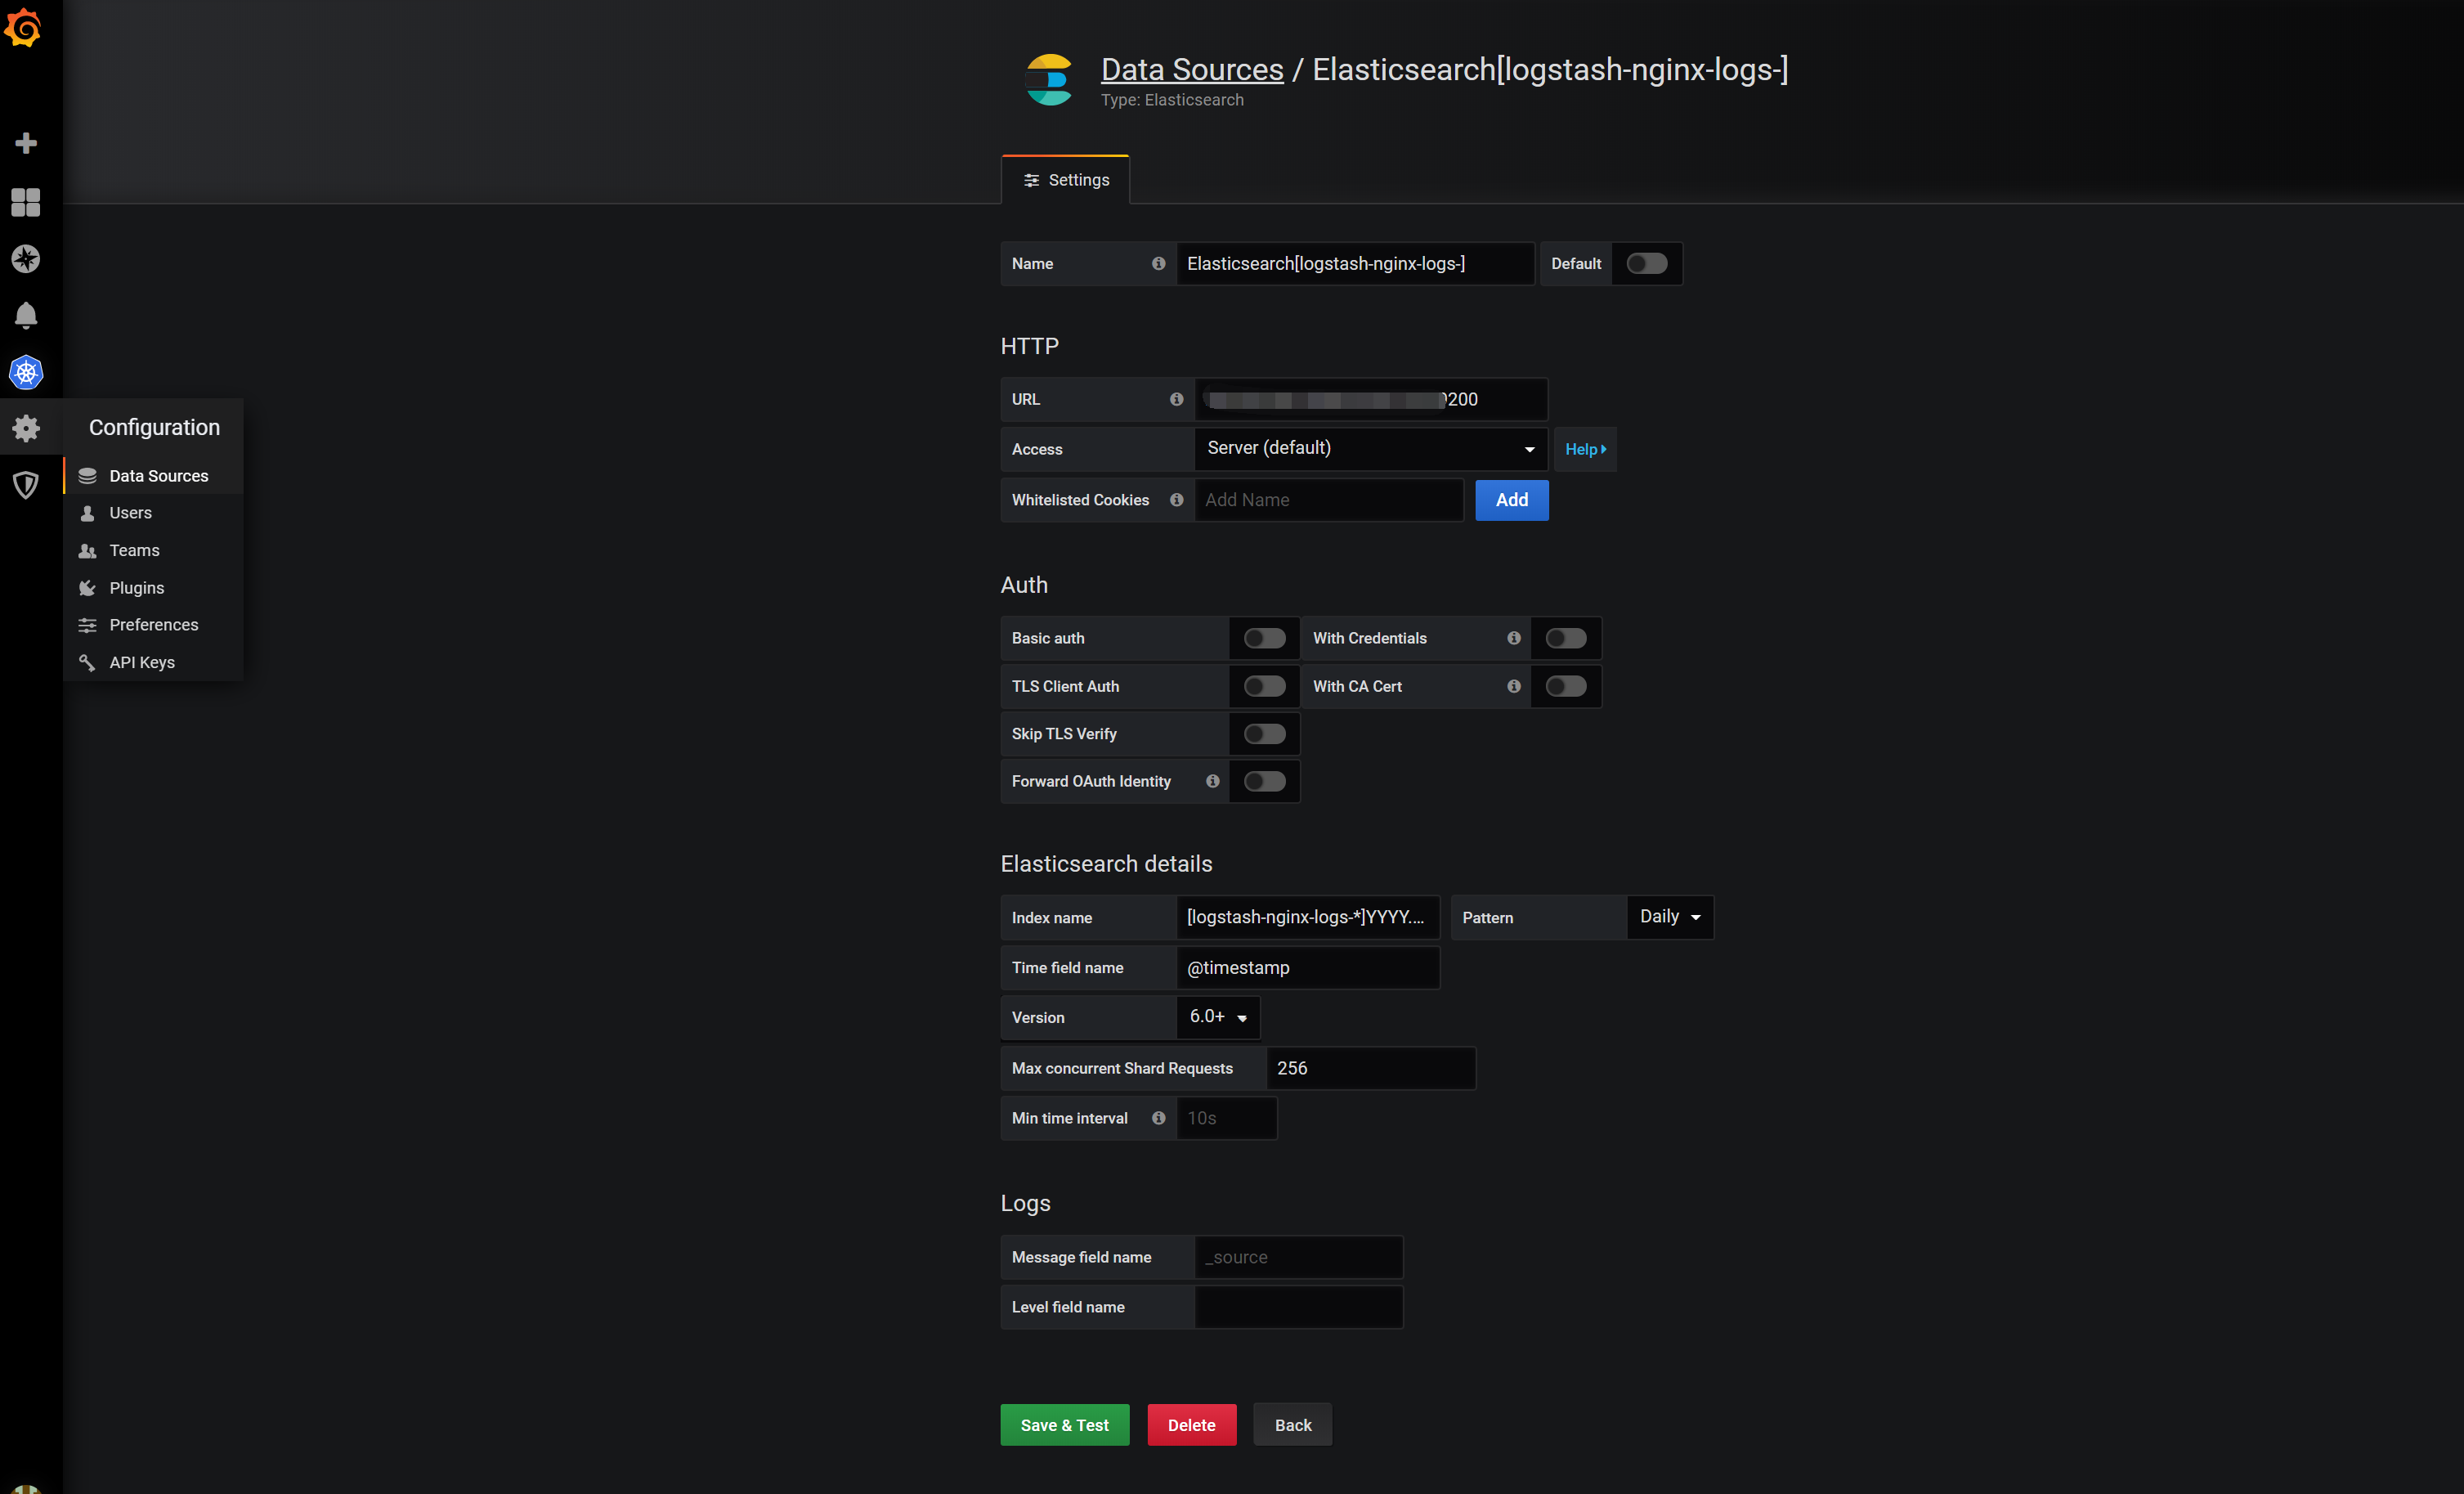 Data Sources / Elasticsearch[logstash-nginx-logs-]
Type: Elasticsearch
Settings
Configuration
Data Sources
Users
Teams
Plugins
Preferences
API Keys
Name Elasticsearch[logstash-nginx-logs-] Default
HTTP
URL 200
Access Server (default) Help
Whitelisted Cookies Add Name Add
Auth
Basic auth With Credentials
TLS Client Auth With CA Cert
Skip TLS Verify
Forward OAuth Identity
Elasticsearch details
Index name [logstash-nginx-logs-*]YYYY.... Pattern Daily
Time field name @timestamp
Version 6.0+
Max concurrent Shard Requests 256
Min time interval 10s
Logs
Message field name _source
Level field name
Save & Test Delete Back